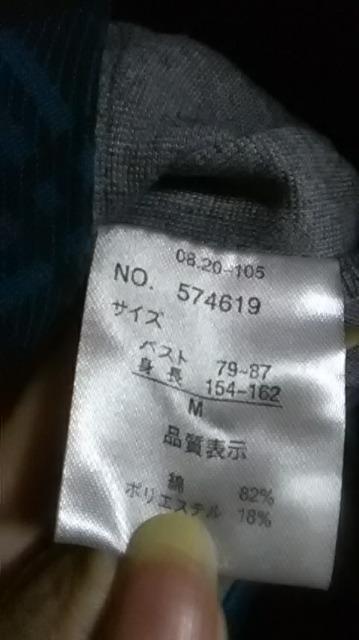 08.20-105
NO. 574619
サイズ
バスト 79~87
身長 154-162
M
品質表示
綿 82%
ポリエステル 18%